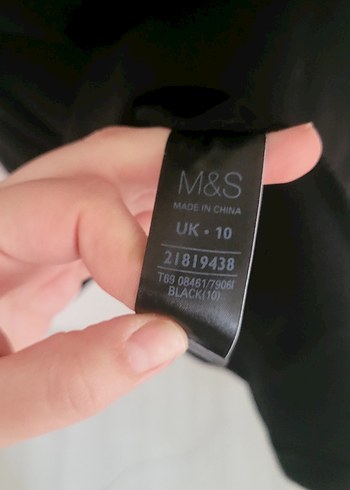 M&S
MADE IN CHINA
UK · 10
21819438
T69 08461/7906I
BLACK(10)